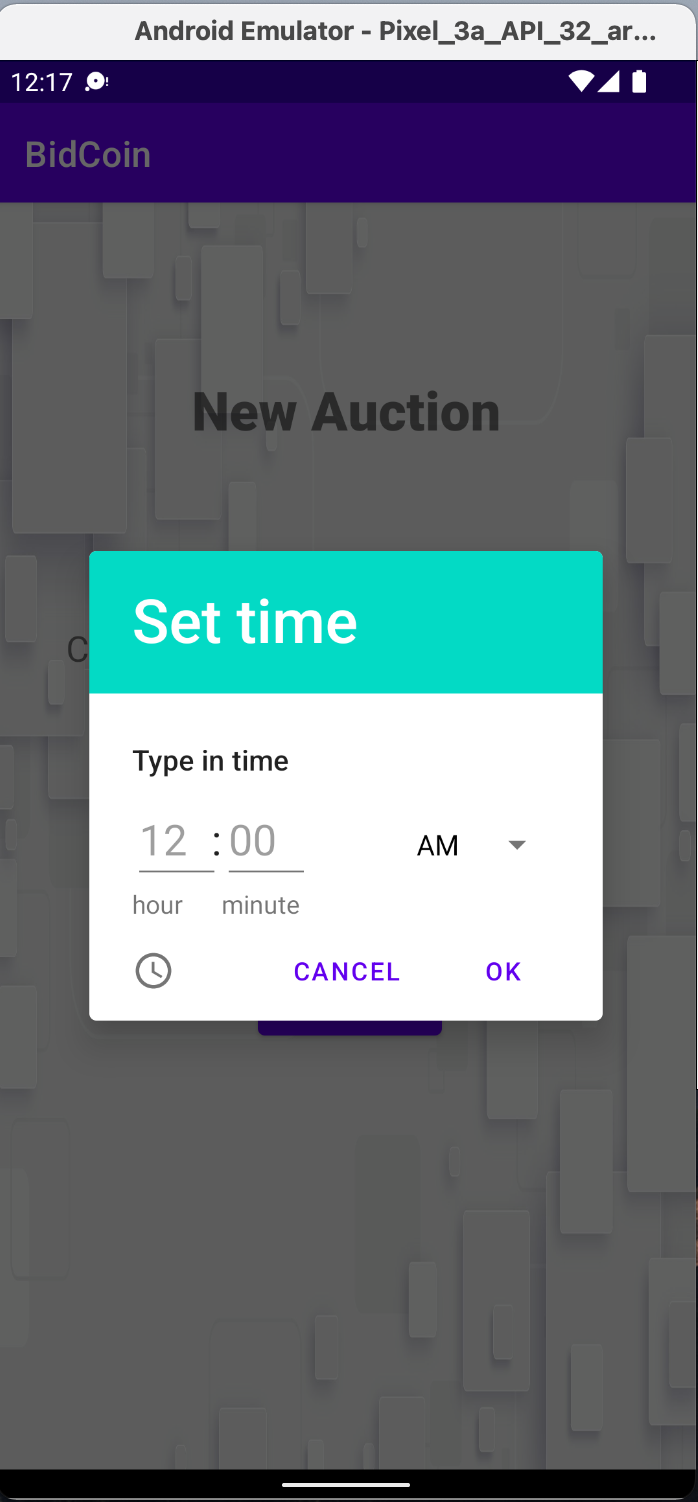 Android Emulator - Pixel_3a_API_32_ar...
12:17
BidCoin
New Auction
C
Set time
Type in time
12 : 00 AM
hour minute
CANCEL OK